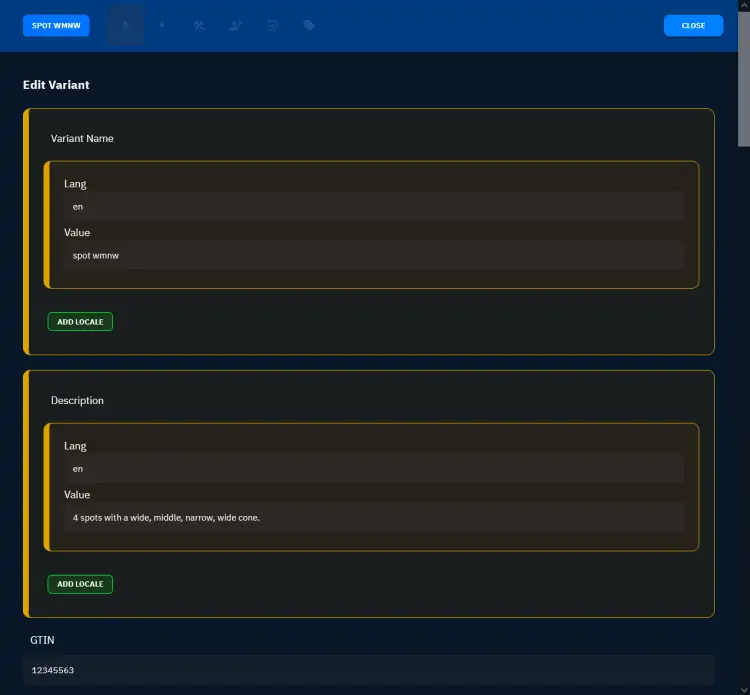 SPOT WMNW
CLOSE
Edit Variant
Variant Name
Lang
en
Value
spot wmnw
ADD LOCALE
Description
Lang
en
Value
4 spots with a wide, middle, narrow, wide cone.
ADD LOCALE
GTIN
12345563